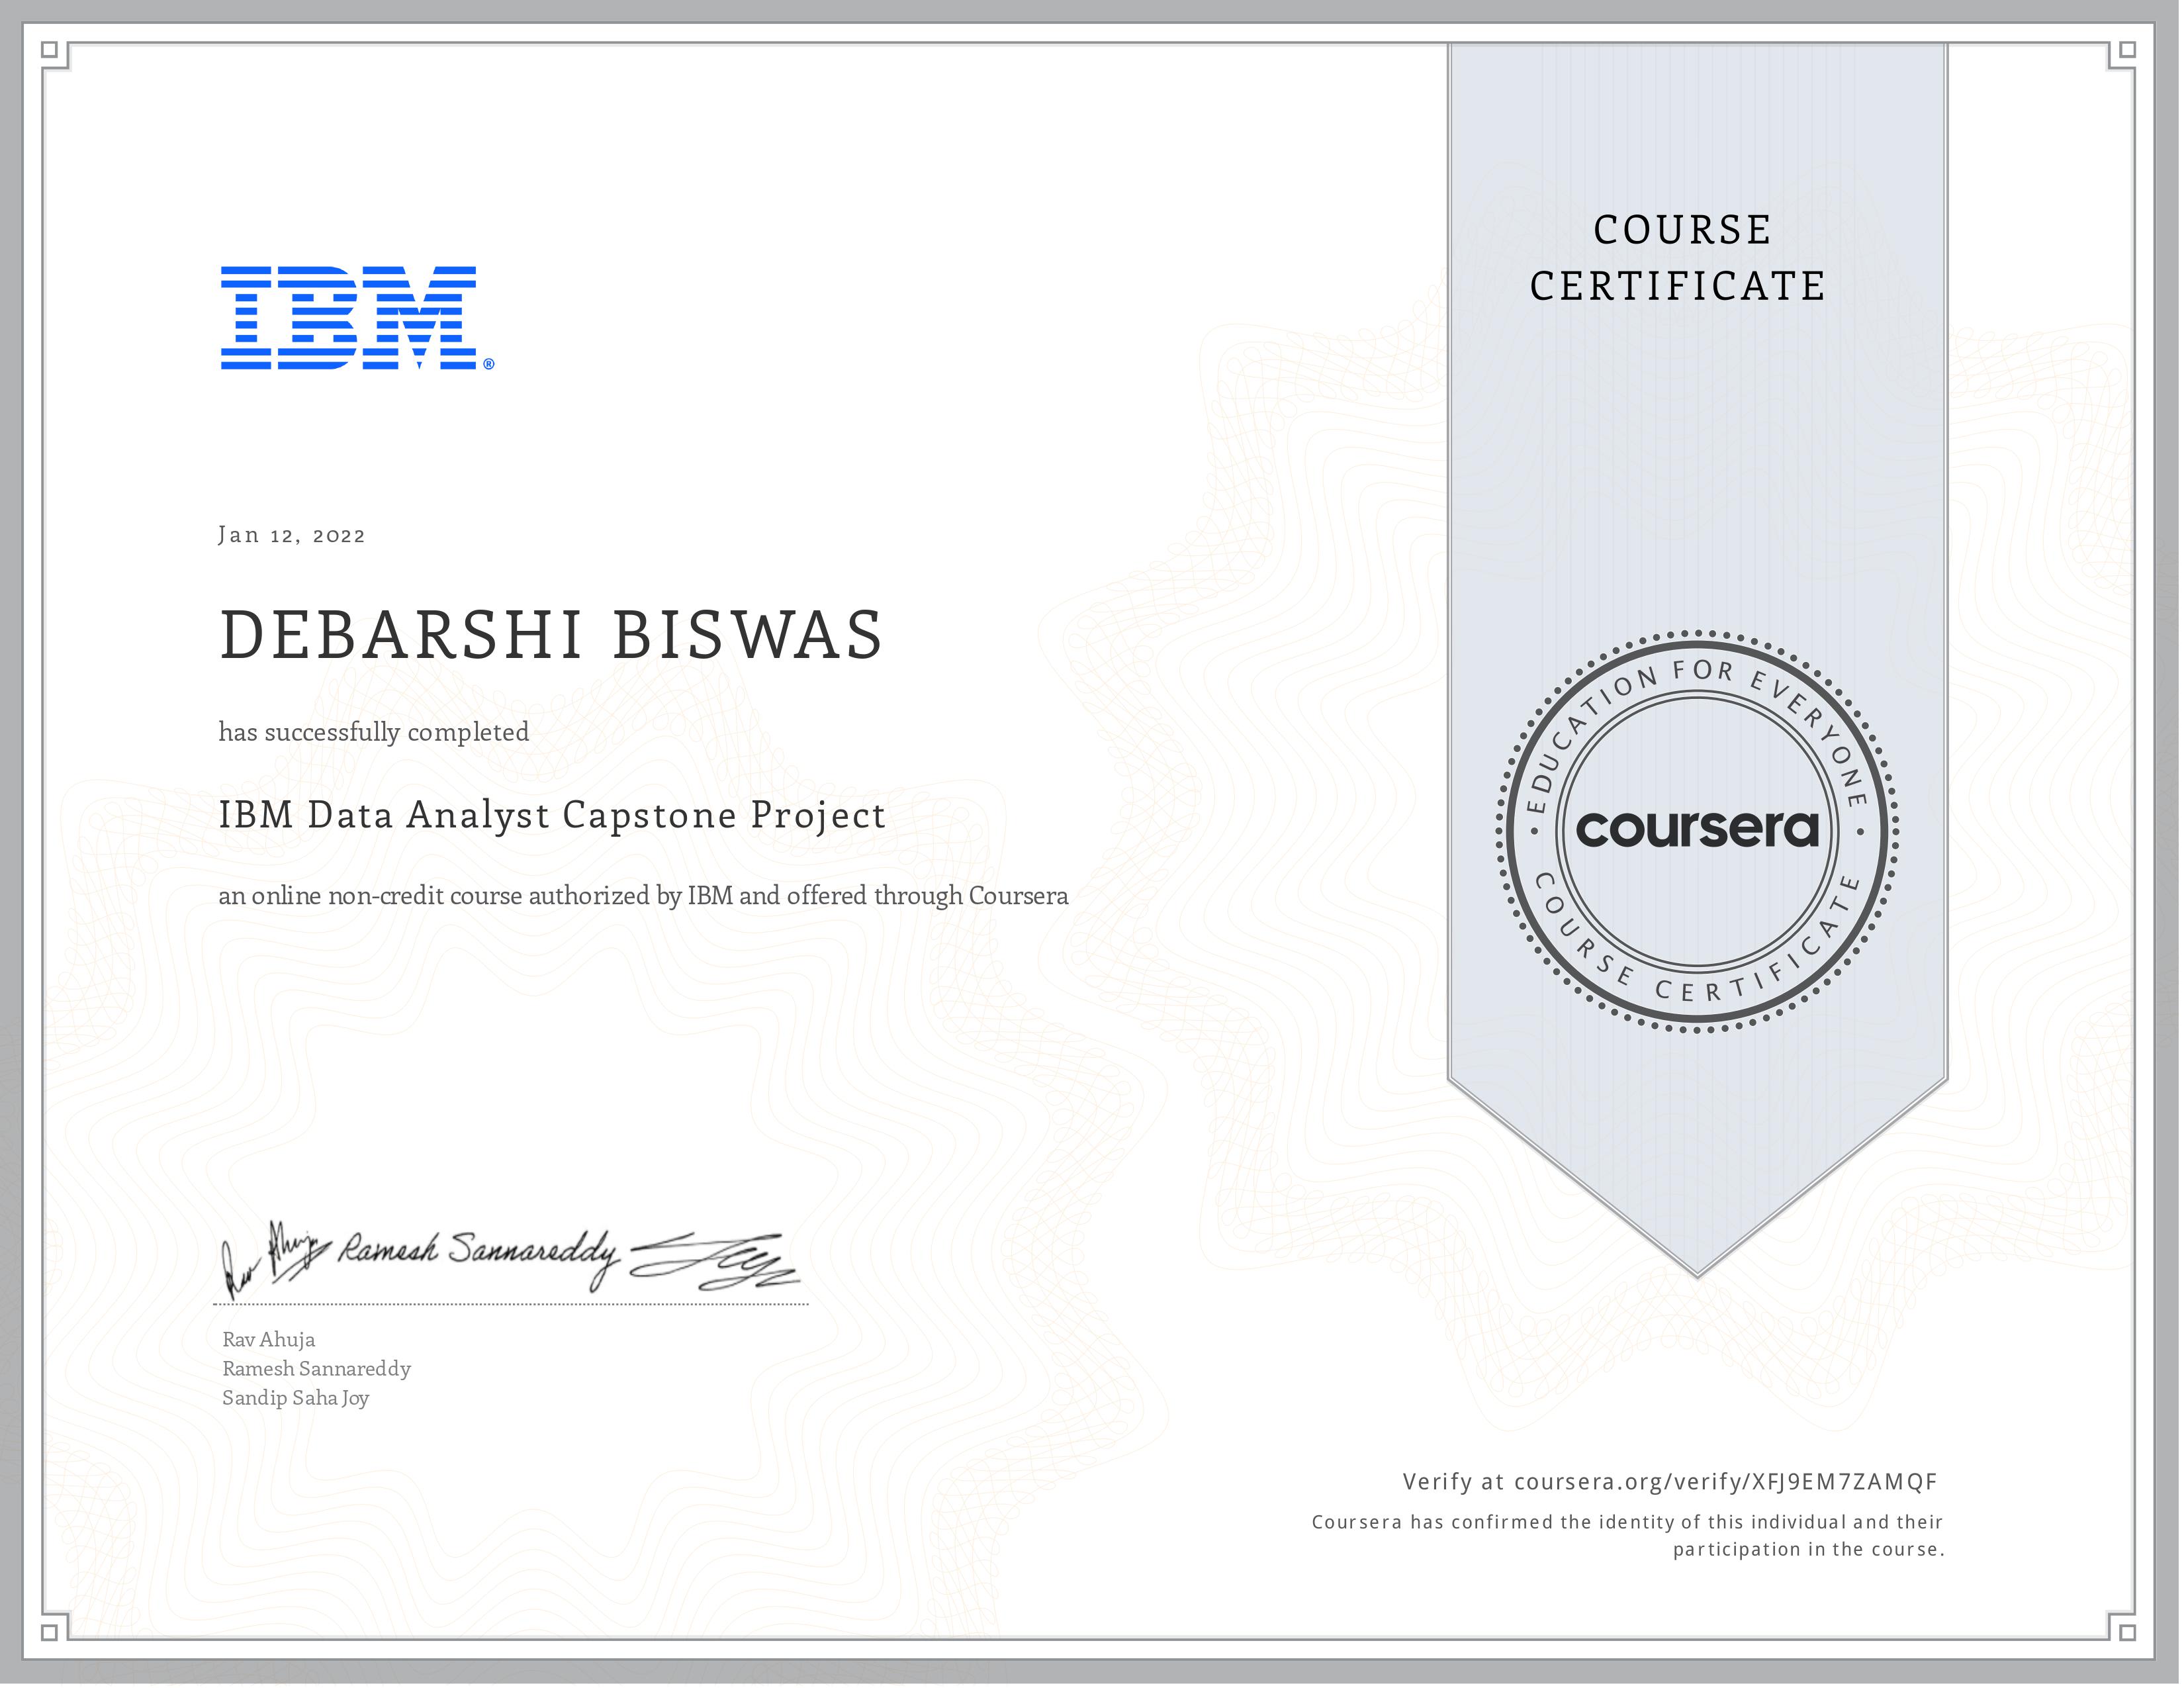 IBM®
COURSE
CERTIFICATE
Jan 12, 2022
DEBARSHI BISWAS
has successfully completed
IBM Data Analyst Capstone Project
an online non-credit course authorized by IBM and offered through Coursera
EDUCATION FOR EVERYONE
coursera
COURSE CERTIFICATE
Rav Ahuja Ramesh Sannareddy Joy
Rav Ahuja
Ramesh Sannareddy
Sandip Saha Joy
Verify at coursera.org/verify/XFJ9EM7ZAMQF
Coursera has confirmed the identity of this individual and their
participation in the course.